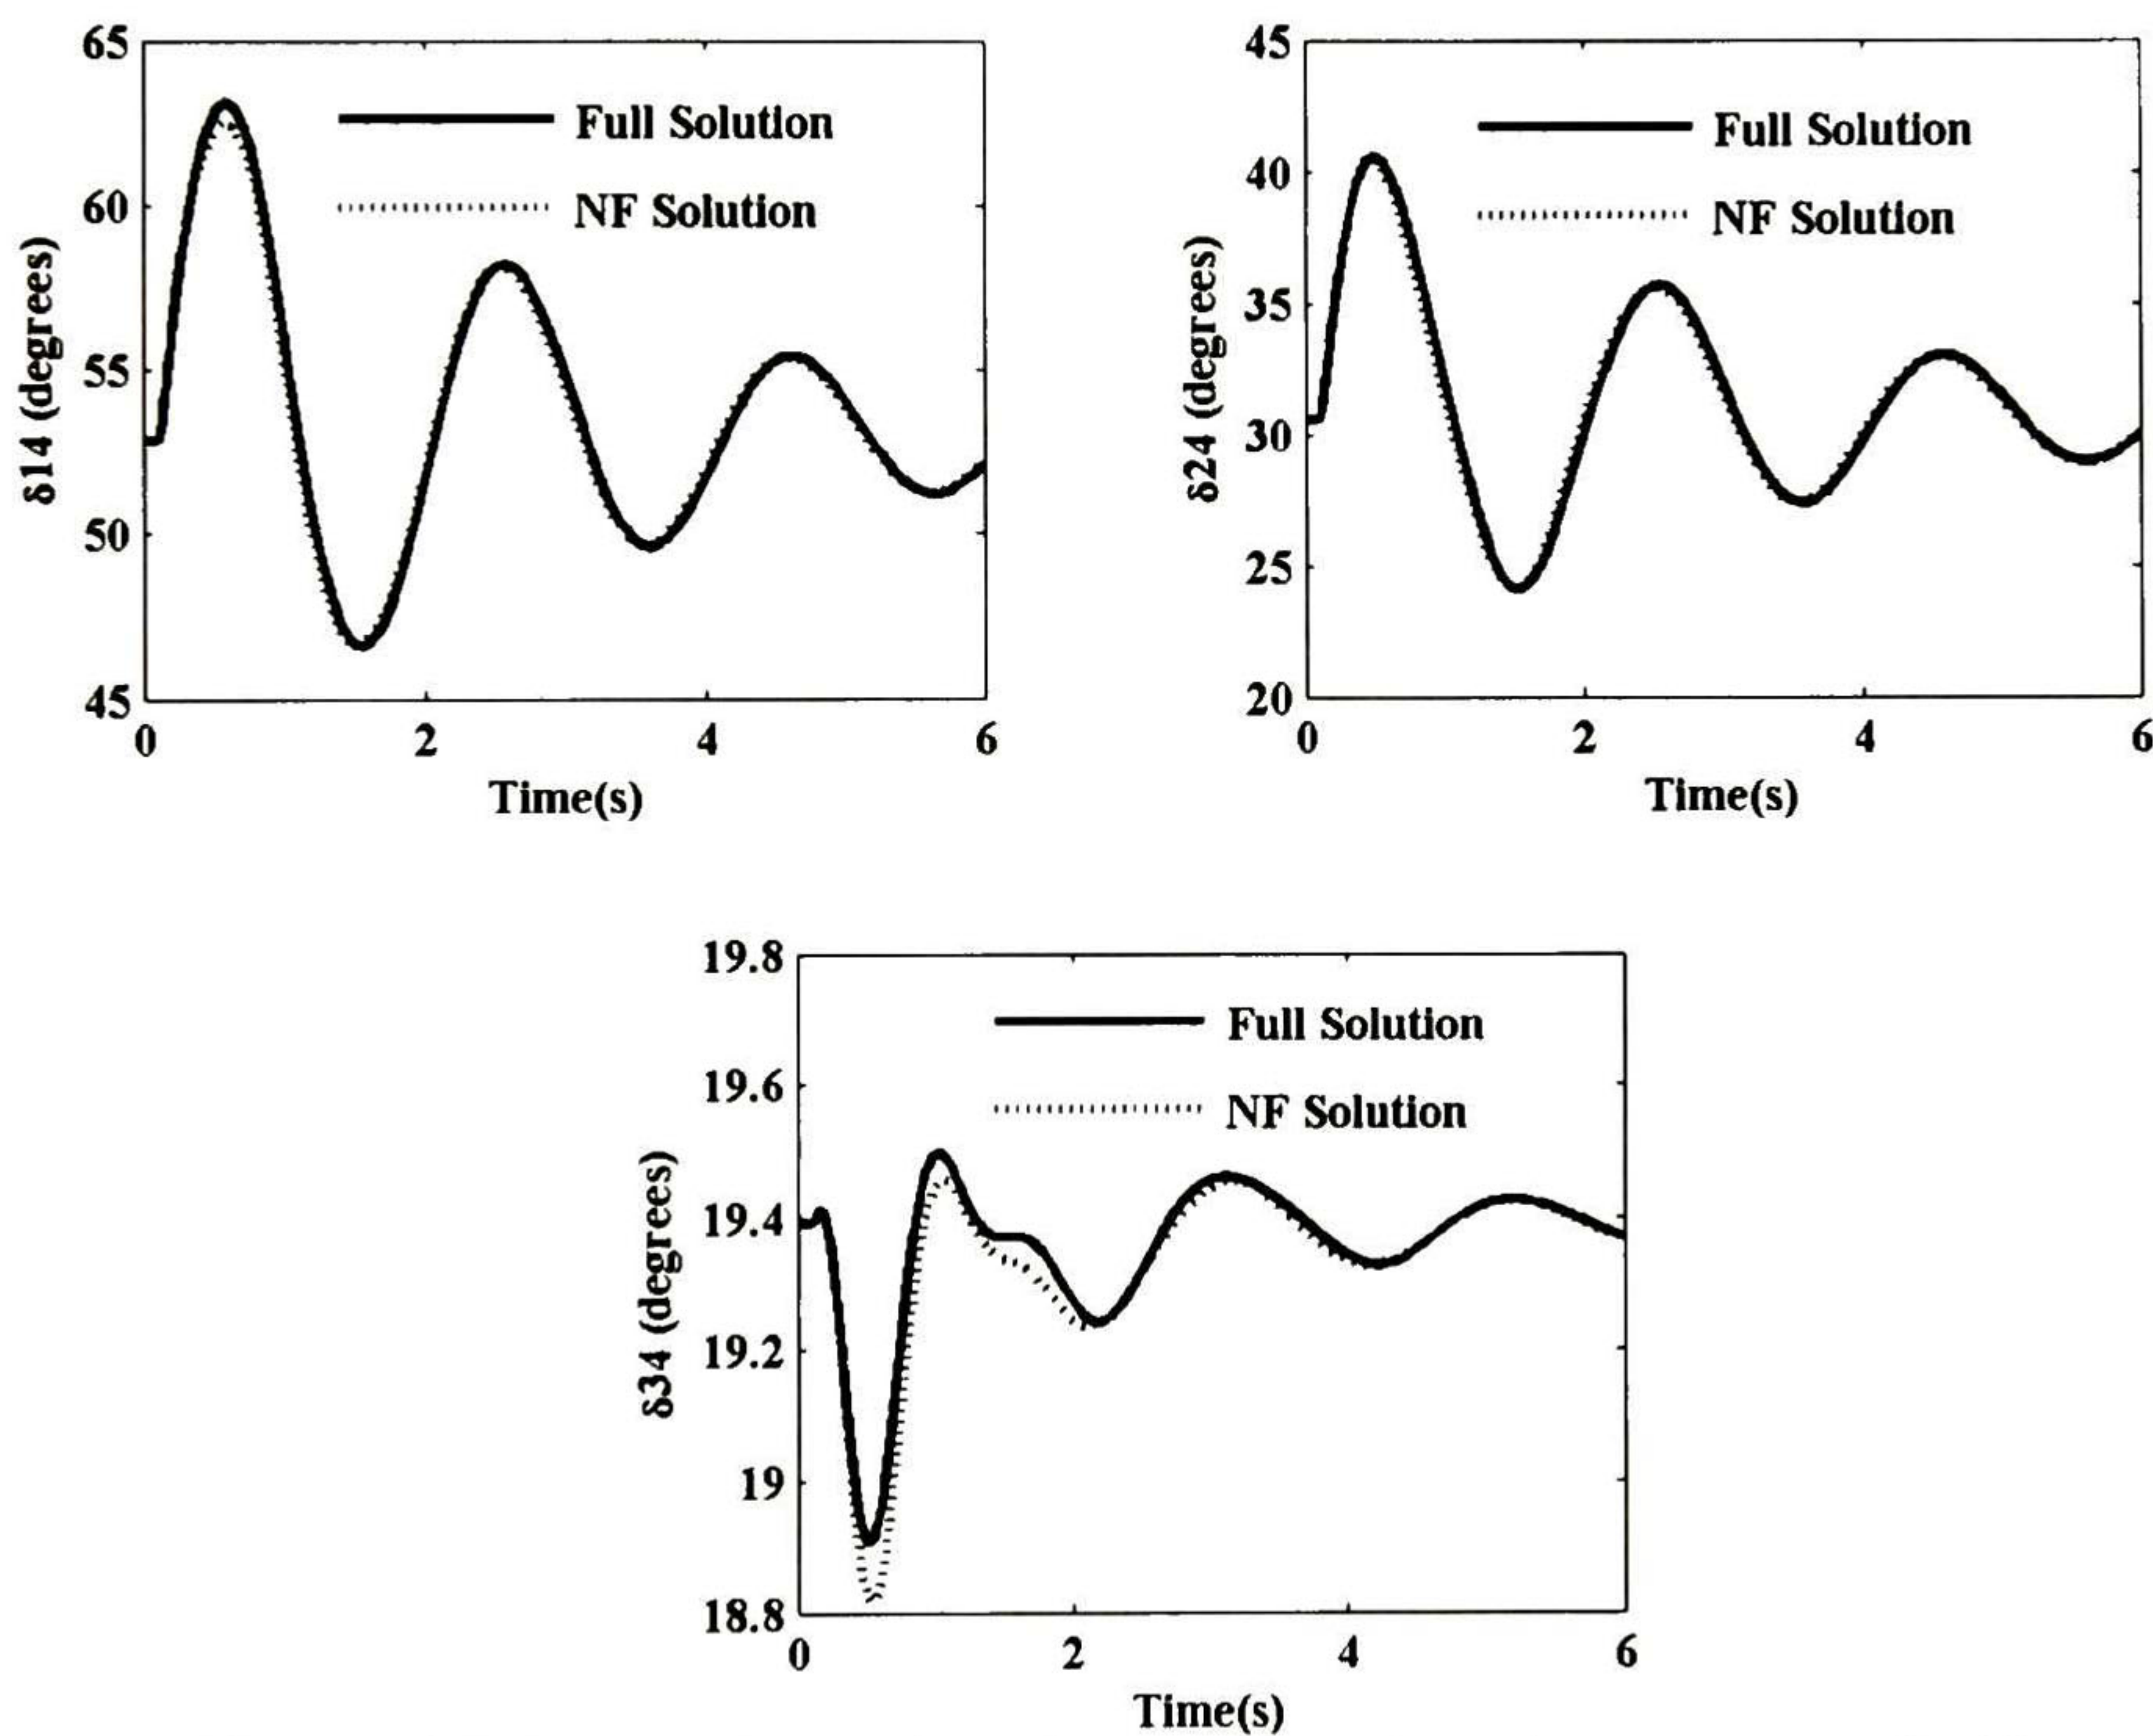 65
60
55
50
45
δ14 (degrees)
Full Solution
NF Solution
0 2 4 6
Time(s)
45
40
35
30
25
20
δ24 (degrees)
Full Solution
NF Solution
0 2 4 6
Time(s)
19.8
19.6
19.4
19.2
19
18.8
δ34 (degrees)
Full Solution
NF Solution
0 2 4 6
Time(s)